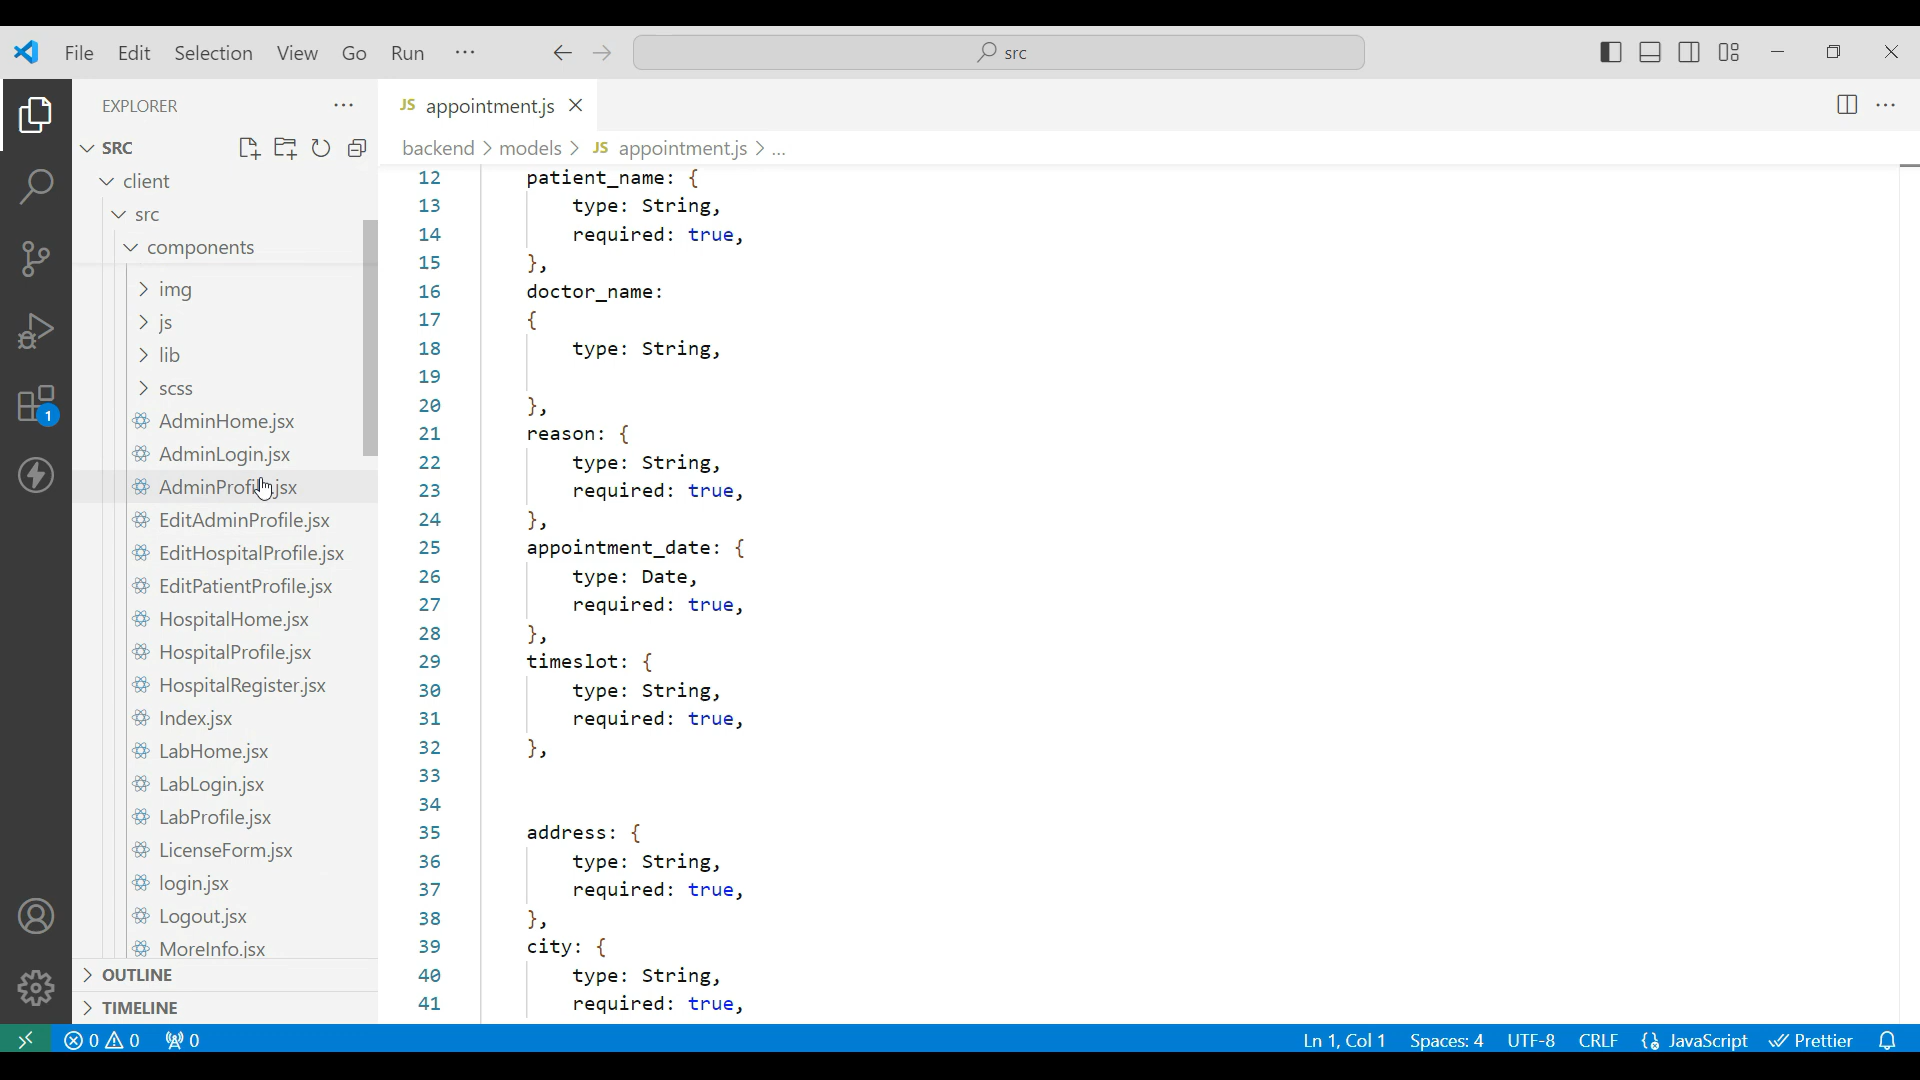 File Edit Selection View Go Run ···
src
EXPLORER ···
SRC
client
src
components
img
js
lib
scss
AdminHome.jsx
AdminLogin.jsx
EditAdminProfile.jsx
EditHospitalProfile.jsx
EditPatientProfile.jsx
HospitalHome.jsx
HospitalProfile.jsx
HospitalRegister.jsx
Index.jsx
LabHome.jsx
LabLogin.jsx
LabProfile.jsx
LicenseForm.jsx
login.jsx
Logout.jsx
MoreInfo.jsx
OUTLINE
TIMELINE
1
JS appointment.js
backend > models > JS appointment.js > ...
12 patient_name: {
13 type: String,
14 required: true,
15 },
16 doctor_name:
17 {
18 type: String,
19
20 },
21 reason: {
22 type: String,
23 required: true,
24 },
25 appointment_date: {
26 type: Date,
27 required: true,
28 },
29 timeslot: {
30 type: String,
31 required: true,
32 },
33
34
35 address: {
36 type: String,
37 required: true,
38 },
39 city: {
40 type: String,
41 required: true,
0 0 0 Ln 1, Col 1 Spaces: 4 UTF-8 CRLF JavaScript Prettier